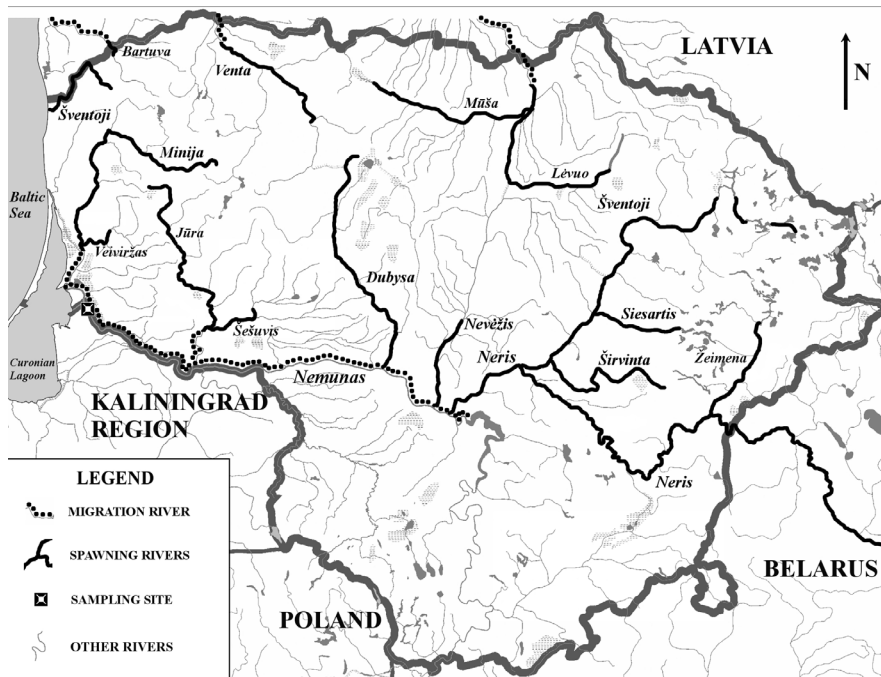 LATVIA
N
Bartuva
Venta
Mūša
Šventoji
Minija
Lėvuo
Baltic
Sea
Šventoji
Jūra
Veiviržas
Dubysa
Šešuvis
Nevėžis
Siesartis
Neris
Širvinta
Žeimena
Curonian
Lagoon
Nemunas
KALININGRAD
REGION
Neris
LEGEND
MIGRATION RIVER
SPAWNING RIVERS
SAMPLING SITE
OTHER RIVERS
BELARUS
POLAND